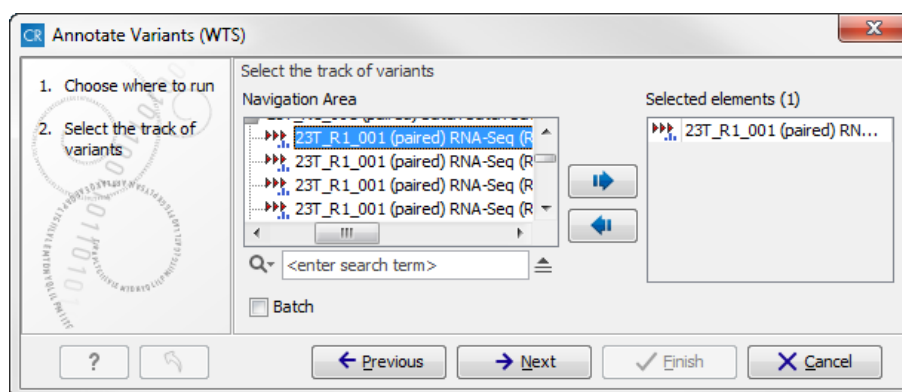 CR Annotate Variants (WTS)
1. Choose where to run
2. Select the track of
variants
Select the track of variants
Navigation Area
23T_R1_001 (paired) RNA-Seq (R
23T_R1_001 (paired) RNA-Seq (R
23T_R1_001 (paired) RNA-Seq (R
23T_R1_001 (paired) RNA-Seq (R
<enter search term>
Batch
Selected elements (1)
23T_R1_001 (paired) RN...
?
Previous
Next
Finish
Cancel